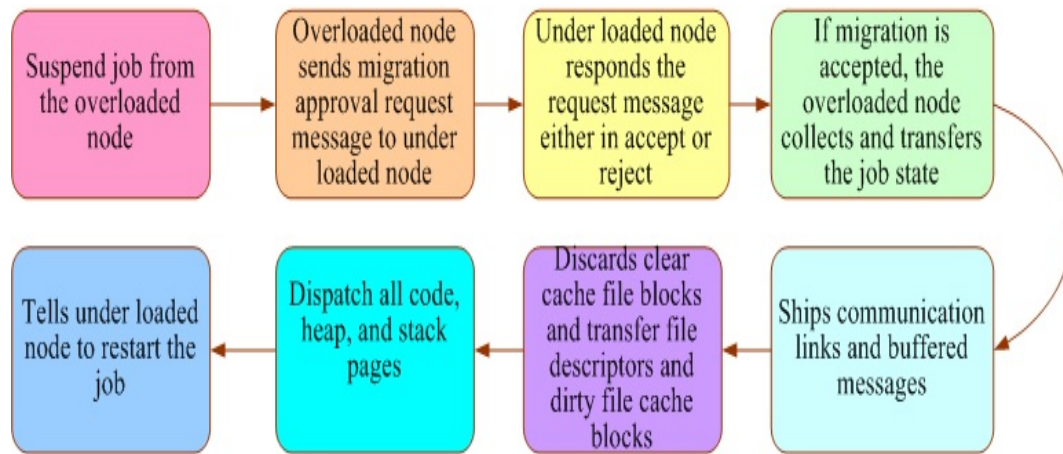 Suspend job from
the overloaded
node
Overloaded node
sends migration
approval request
message to under
loaded node
Under loaded node
responds the
request message
either in accept or
reject
If migration is
accepted, the
overloaded node
collects and transfers
the job state
Ships communication
links and buffered
messages
Discards clear
cache file blocks
and transfer file
descriptors and
dirty file cache
blocks
Dispatch all code,
heap, and stack
pages
Tells under loaded
node to restart the
job